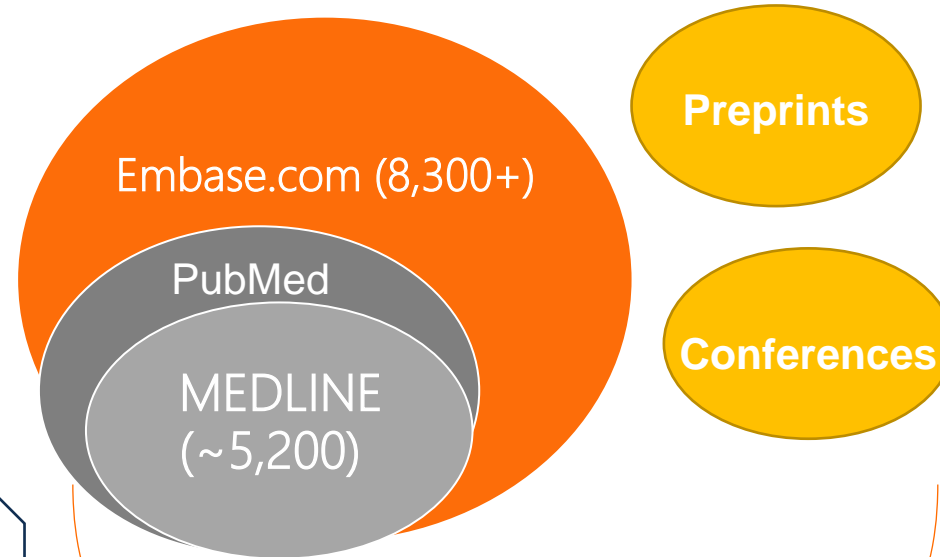 Preprints
Embase.com (8,300+)
PubMed
Conferences
MEDLINE
(~5,200)